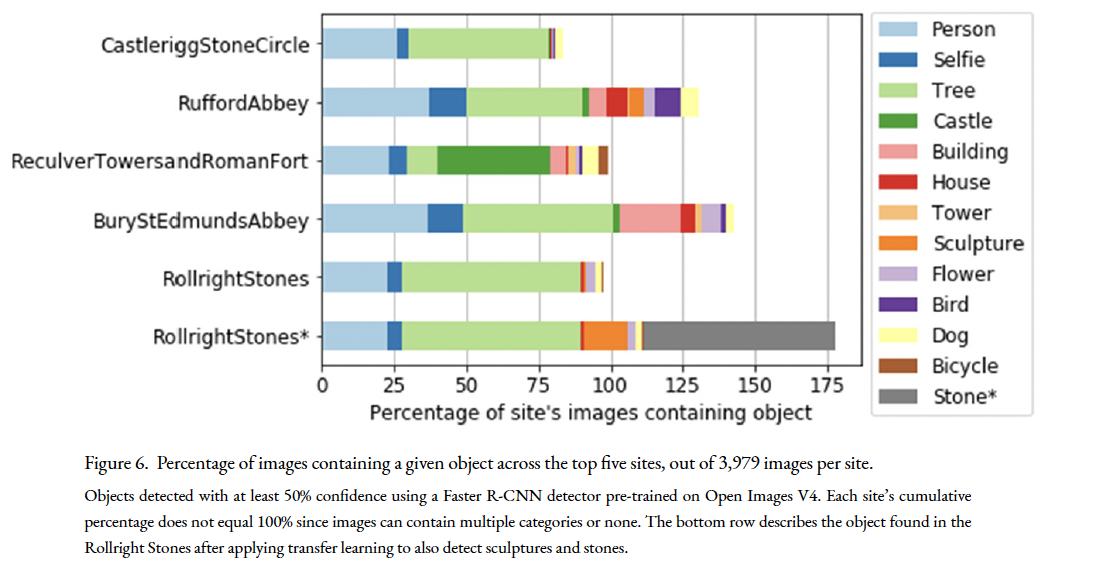 CastleriggStoneCircle
RuffordAbbey
ReculverTowersandRomanFort
BuryStEdmundsAbbey
RollrightStones
RollrightStones*
0 25 50 75 100 125 150 175
Percentage of site's images containing object
Person
Selfie
Tree
Castle
Building
House
Tower
Sculpture
Flower
Bird
Dog
Bicycle
Stone*
Figure 6. Percentage of images containing a given object across the top five sites, out of 3,979 images per site.
Objects detected with at least 50% confidence using a Faster R-CNN detector pre-trained on Open Images V4. Each site’s cumulative
percentage does not equal 100% since images can contain multiple categories or none. The bottom row describes the object found in the
Rollright Stones after applying transfer learning to also detect sculptures and stones.